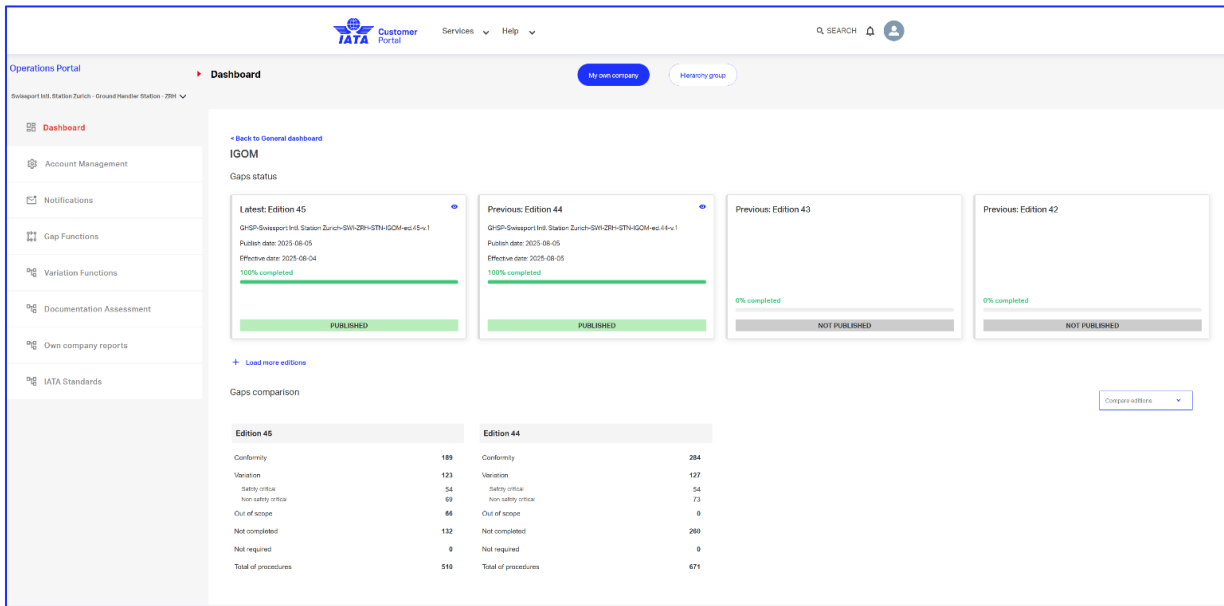 IATA
Customer
Portal
Services
Help
SEARCH
Operations Portal
Dashboard
My own company
Hierarchy group
Swissport Intl. Station Zurich - Ground Handler Station - ZRH
Dashboard
Account Management
Notifications
Gap Functions
Variation Functions
Documentation Assessment
Own company reports
IATA Standards
< Back to General dashboard
IGOM
Gaps status
Latest: Edition 45
GHSP-Swissport Intl. Station Zurich-SWI-ZRH-STN-IGOM-ed.45-v.1
Publish date: 2025-08-05
Effective date: 2025-08-04
100% completed
PUBLISHED
Previous: Edition 44
GHSP-Swissport Intl. Station Zurich-SWI-ZRH-STN-IGOM-ed.44-v.1
Publish date: 2025-08-05
Effective date: 2025-08-05
100% completed
PUBLISHED
Previous: Edition 43
0% completed
NOT PUBLISHED
Previous: Edition 42
0% completed
NOT PUBLISHED
+ Load more editions
Gaps comparison
Compare editions
Edition 45
Conformity 189
Variation 123
Safety critical 54
Non safety critical 69
Out of scope 66
Not completed 132
Not required 0
Total of procedures 510
Edition 44
Conformity 284
Variation 127
Safety critical 54
Non safety critical 73
Out of scope 0
Not completed 260
Not required 0
Total of procedures 671